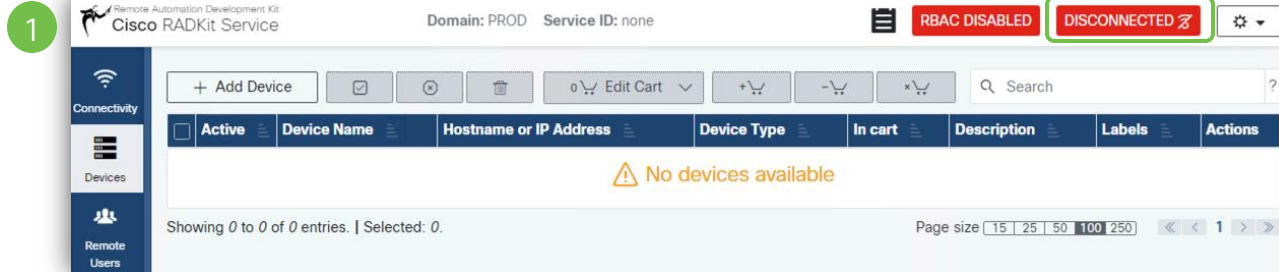 1
Remote Automation Development Kit
Cisco RADKit Service
Domain: PROD Service ID: none
RBAC DISABLED
DISCONNECTED
Connectivity
Devices
Remote
Users
+ Add Device
0 Edit Cart
+
-
×
Search
?
Active Device Name Hostname or IP Address Device Type In cart Description Labels Actions
No devices available
Showing 0 to 0 of 0 entries. | Selected: 0.
Page size 15 25 50 100 250 « < 1 > »